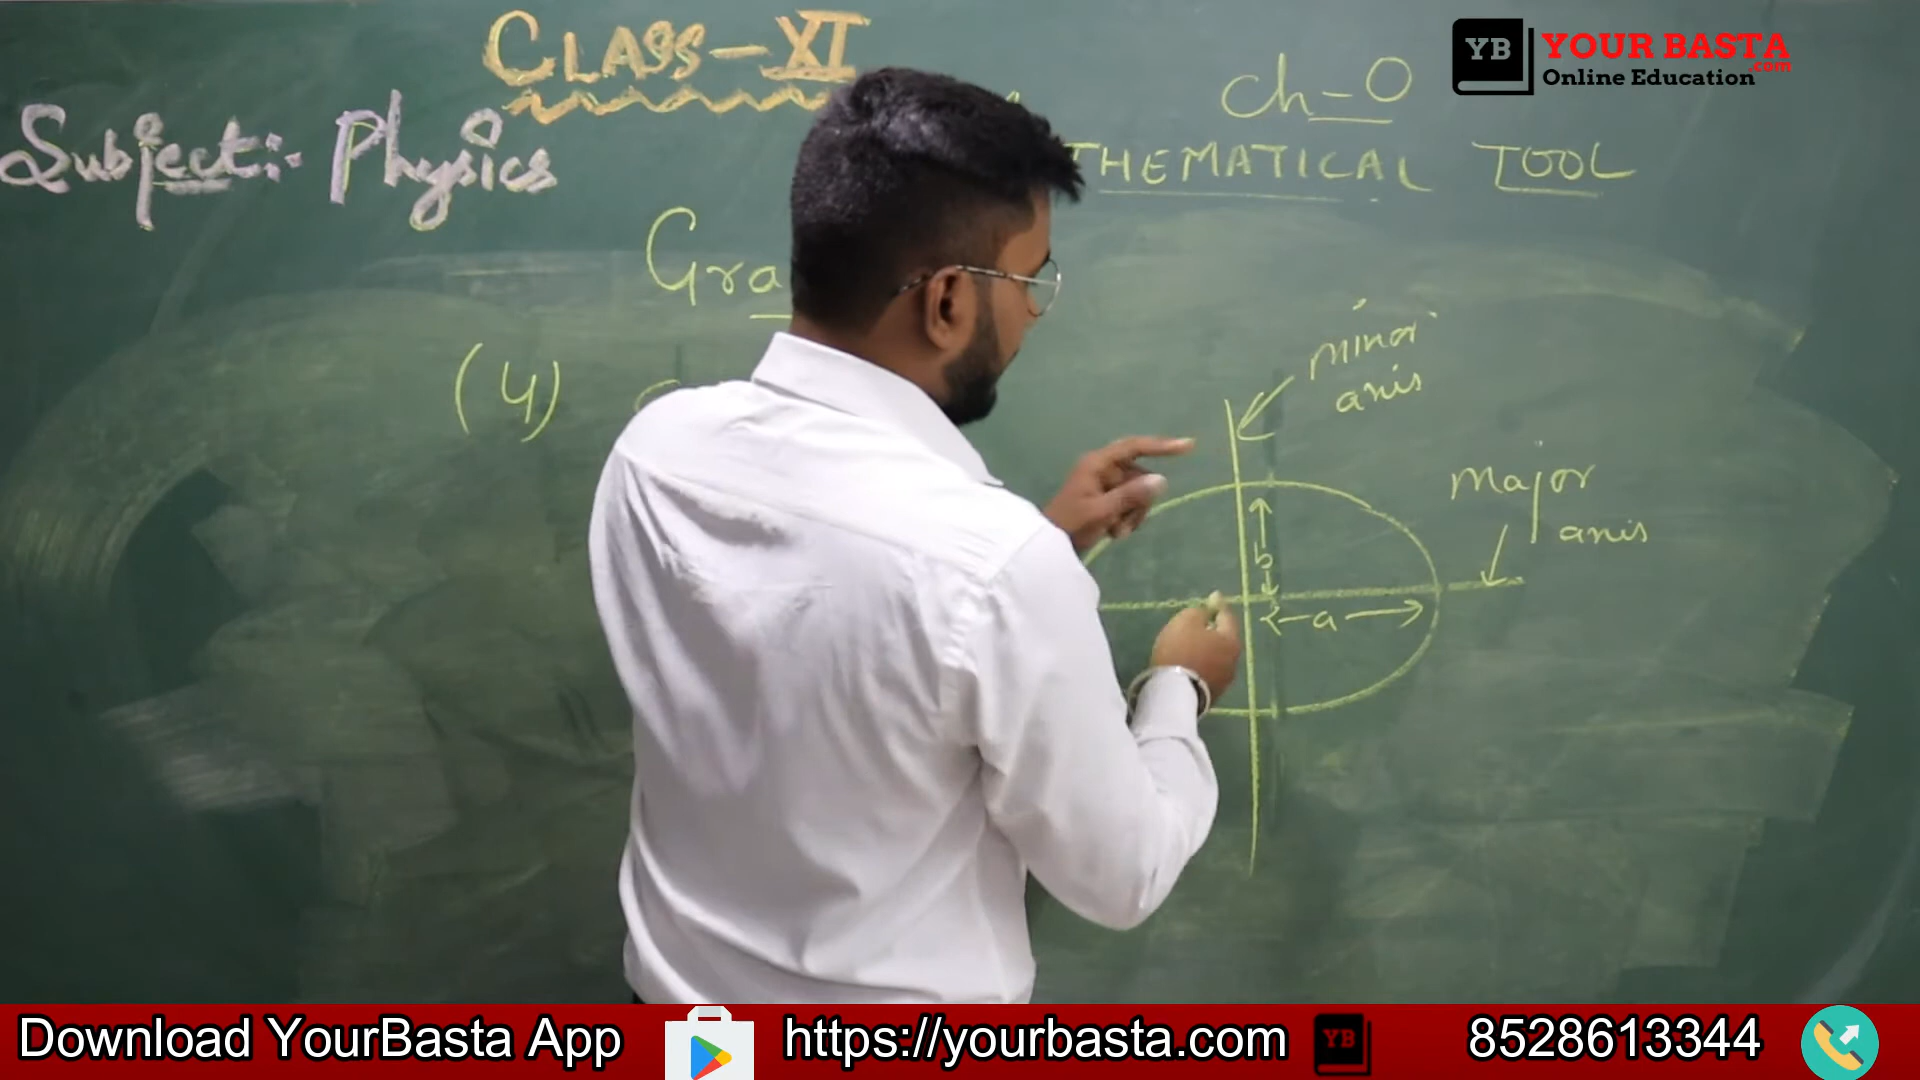 CLASS-XI
Ch-0
YB
YOUR BASTA
.com
Online Education
Subject:- Physics
THEMATICAL TOOL
Gra
(4)
minor
axis
major
axis
b
a
Download YourBasta App
https://yourbasta.com
YB
8528613344